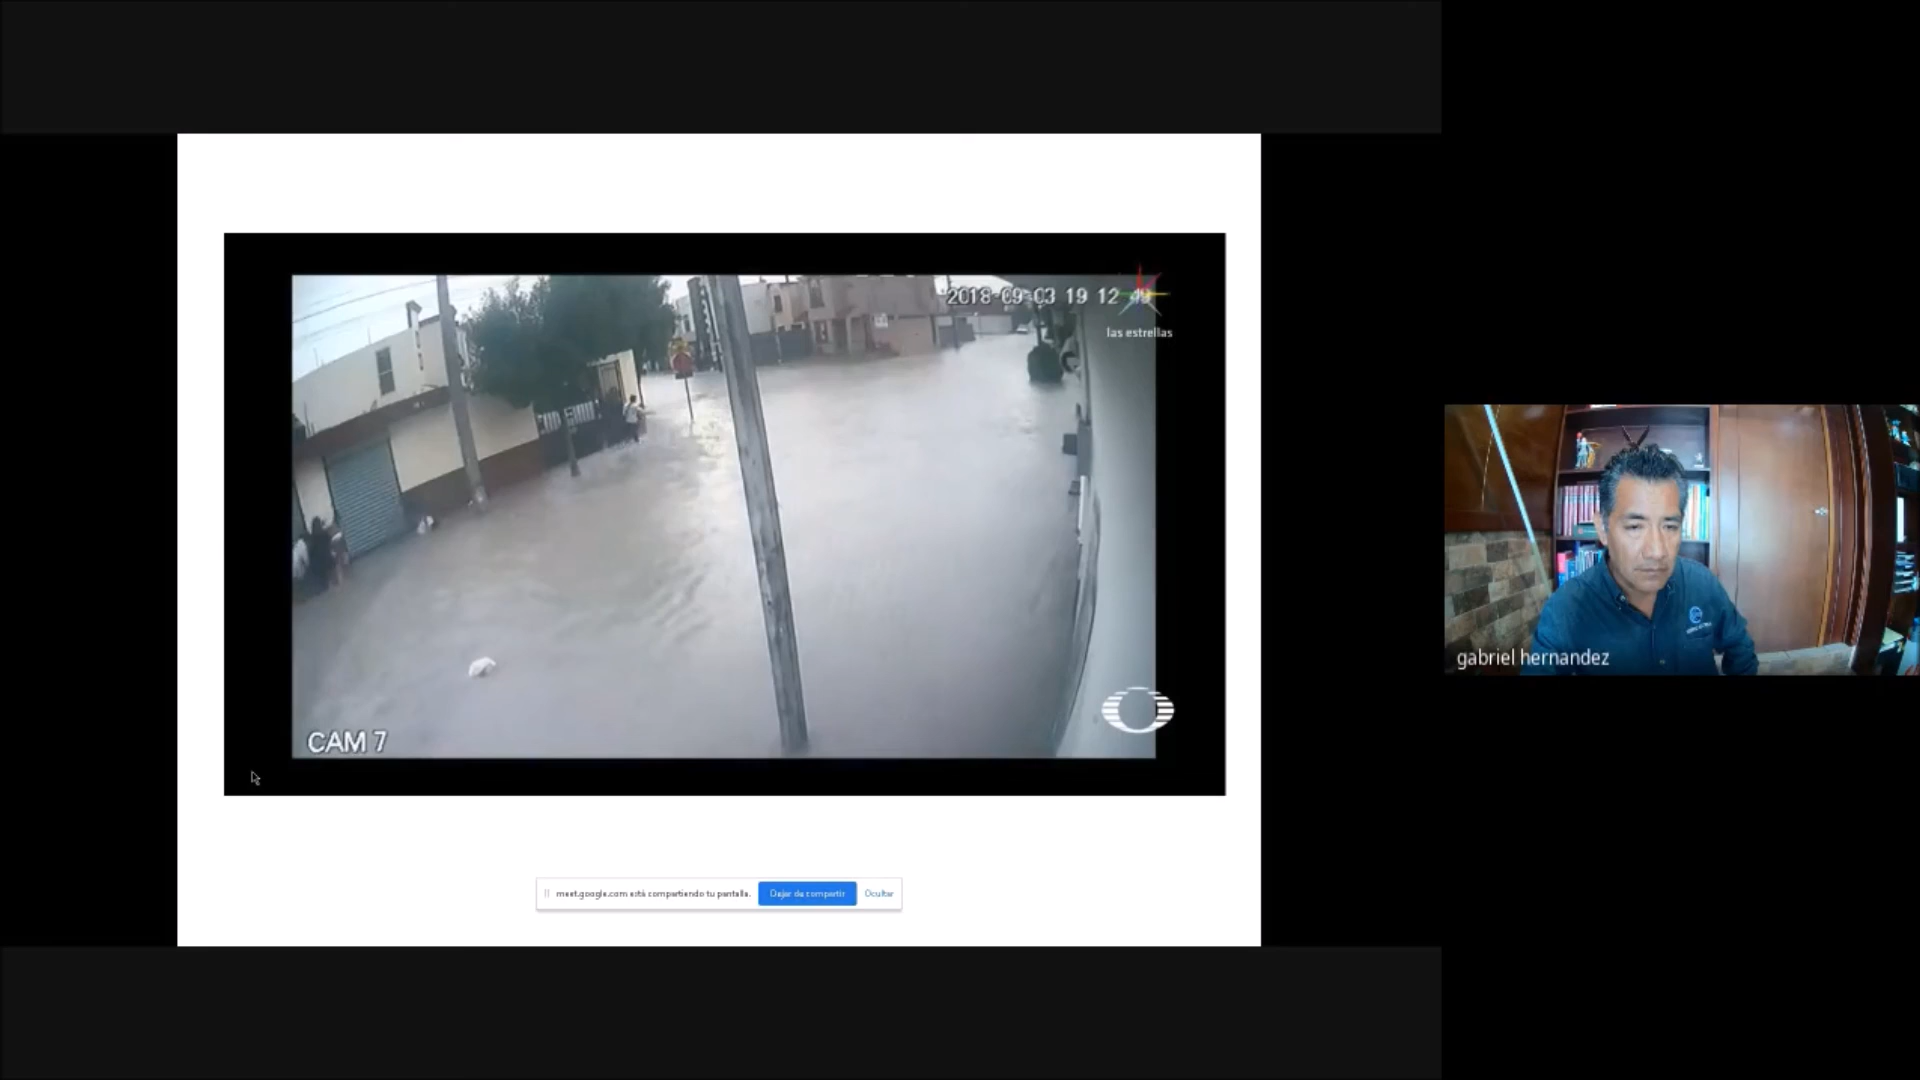 2018-09-03 19 12 49
las estrellas
CAM 7
gabriel hernandez
meet.google.com está compartiendo tu pantalla. Dejar de compartir Ocultar